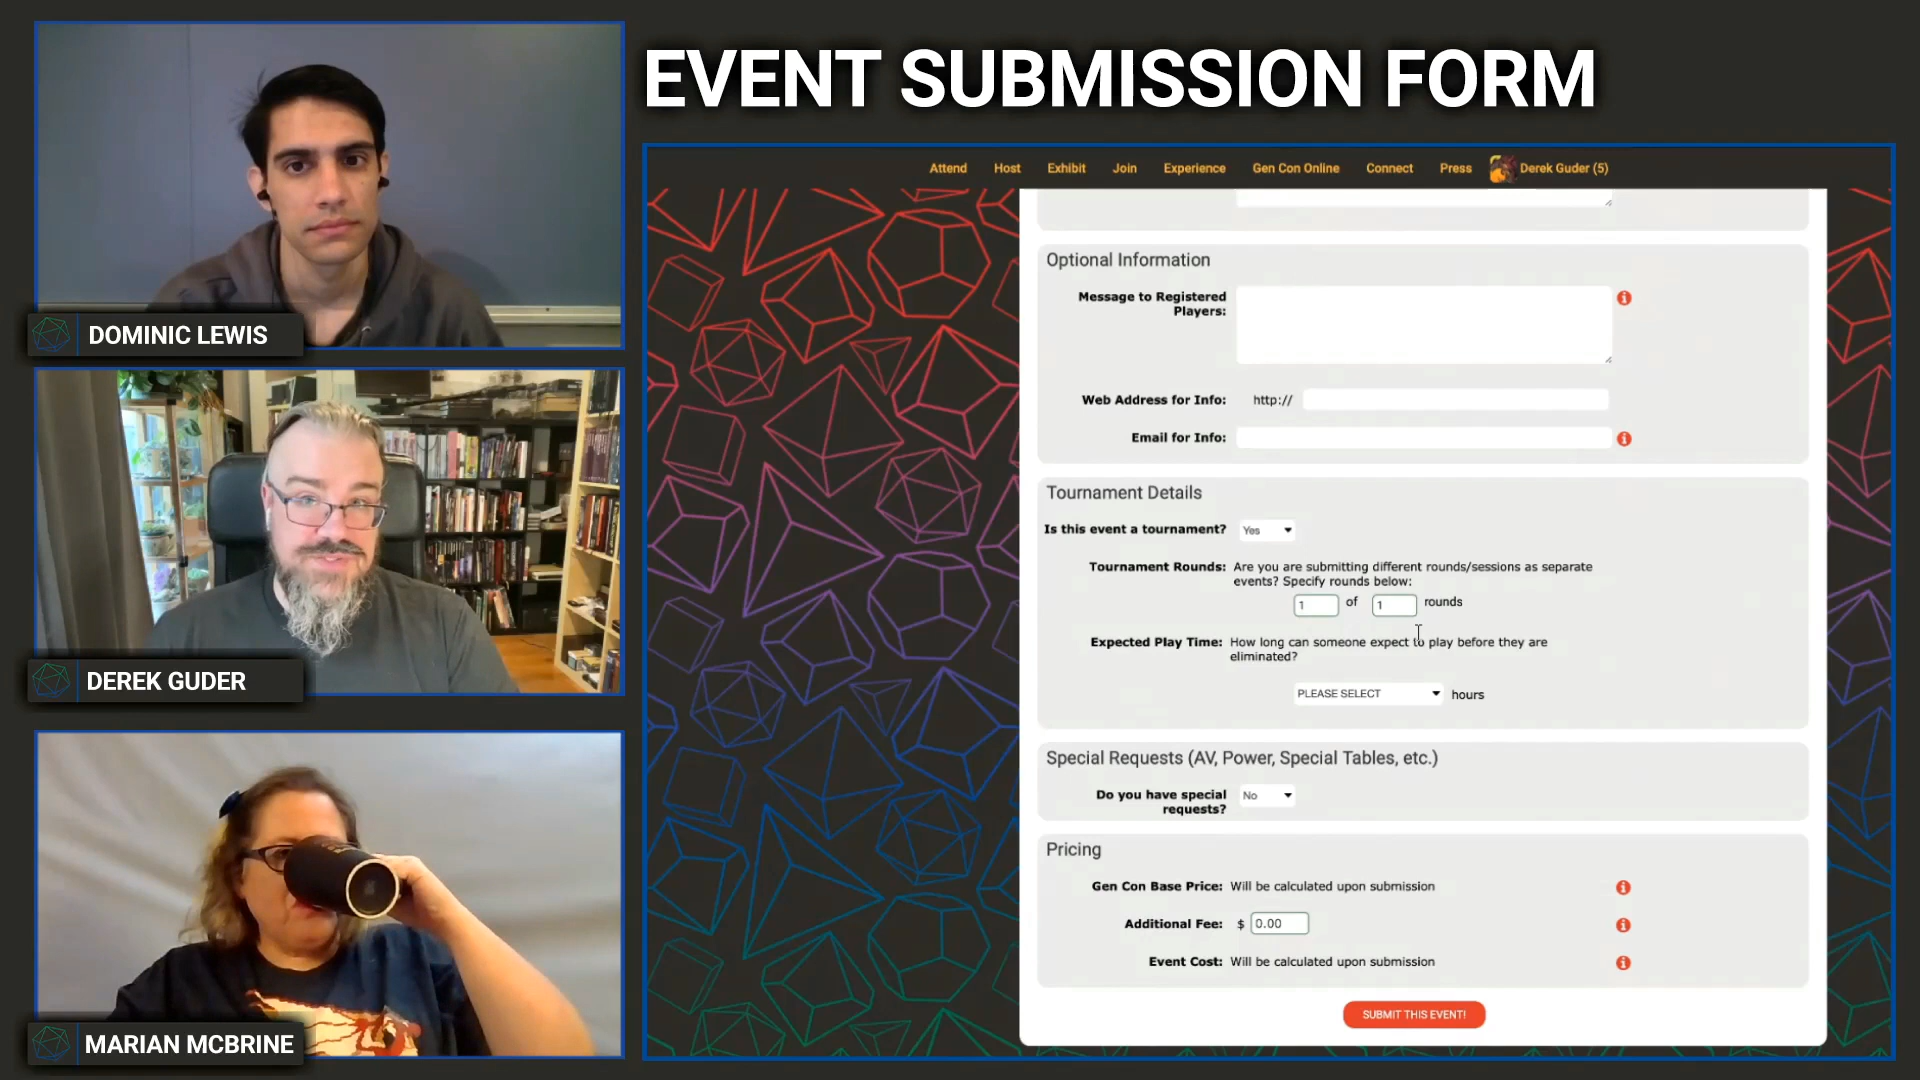 EVENT SUBMISSION FORM
DOMINIC LEWIS
DEREK GUDER
MARIAN MCBRINE
Attend Host Exhibit Join Experience Gen Con Online Connect Press Derek Guder (5)
Optional Information
Message to Registered
Players:
Web Address for Info: http://
Email for Info:
Tournament Details
Is this event a tournament? Yes
Tournament Rounds: Are you are submitting different rounds/sessions as separate
events? Specify rounds below:
1 of 1 rounds
Expected Play Time: How long can someone expect to play before they are
eliminated?
PLEASE SELECT hours
Special Requests (AV, Power, Special Tables, etc.)
Do you have special
requests? No
Pricing
Gen Con Base Price: Will be calculated upon submission
Additional Fee: $ 0.00
Event Cost: Will be calculated upon submission
SUBMIT THIS EVENT!